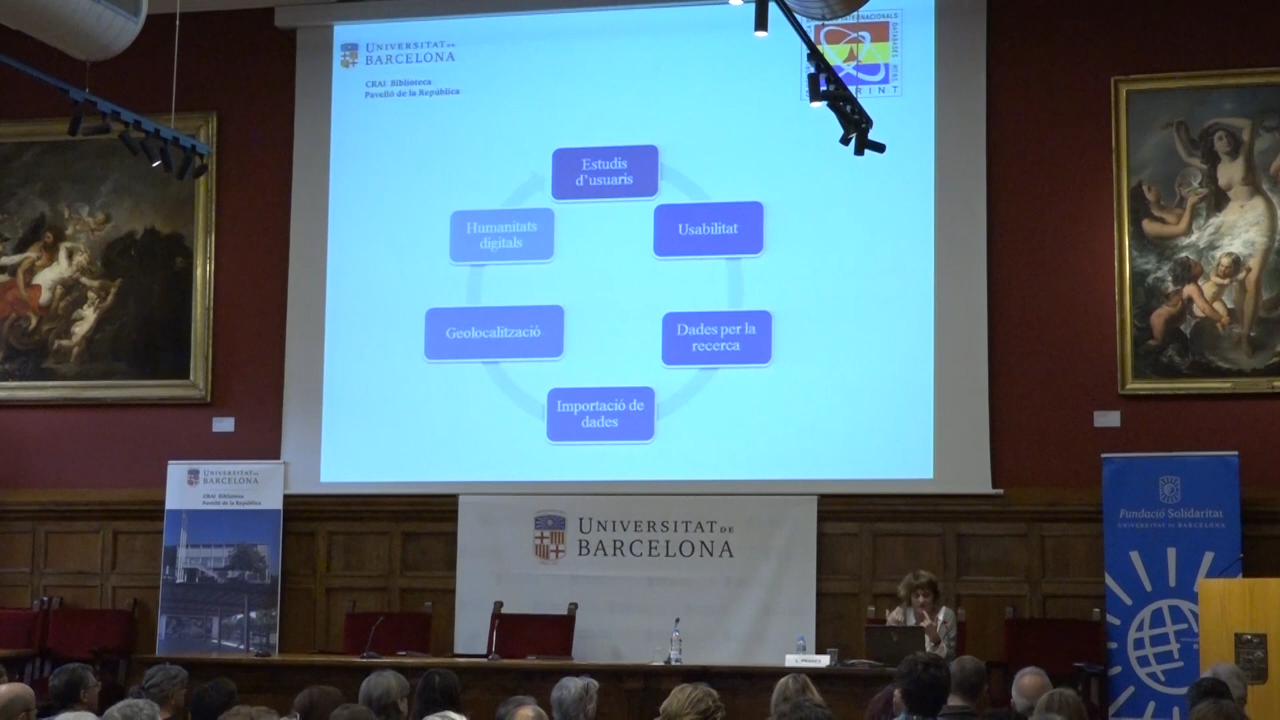 UNIVERSITAT DE
BARCELONA
CRAI Biblioteca
Pavelló de la República
INTERNACIONALS
DATABASES
Estudis
d'usuaris
Humanitats
digitals
Usabilitat
Geolocalització
Dades per la
recerca
Importació de
dades
UNIVERSITAT DE
BARCELONA
CRAI Biblioteca
Pavelló de la República
UNIVERSITAT DE
BARCELONA
Fundació Solidaritat
UNIVERSITAT DE BARCELONA